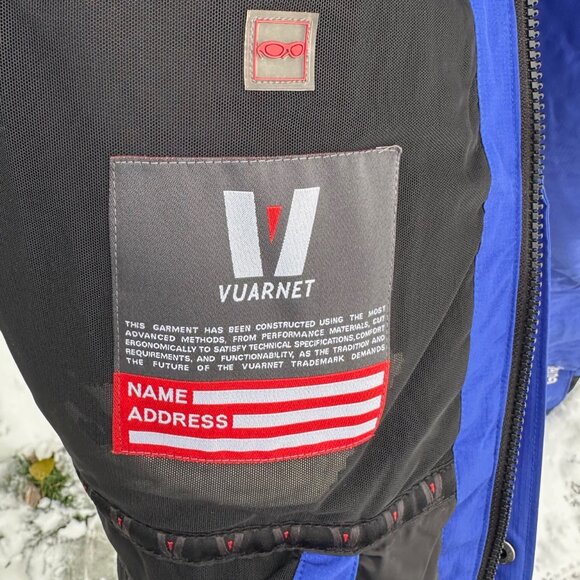 VUARNET
THIS GARMENT HAS BEEN CONSTRUCTED USING THE MOST
ADVANCED METHODS, FROM PERFORMANCE MATERIALS, CUT
ERGONOMICALLY TO SATISFY TECHNICAL SPECIFICATIONS, COMFORT
REQUIREMENTS, AND FUNCTIONABILITY, AS THE TRADITION AND
THE FUTURE OF THE VUARNET TRADEMARK DEMANDS.
NAME
ADDRESS